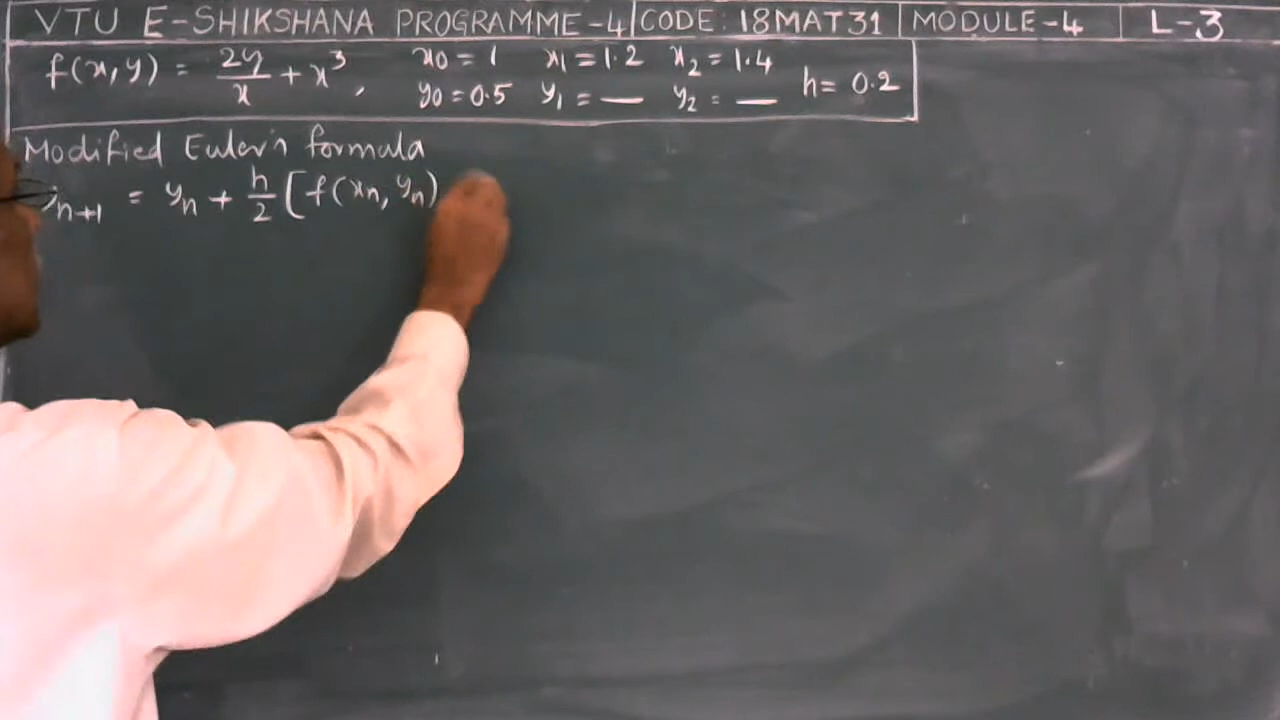 VTU E-SHIKSHANA PROGRAMME-4 CODE: 18MAT31 MODULE-4 L-3
f(x,y) = 2y/x + x³, x0 = 1 x1 = 1.2 x2 = 1.4
y0 = 0.5 y1 = — y2 = — h = 0.2
Modified Euler's formula
n+1 = yn + h/2 [f(xn, yn)